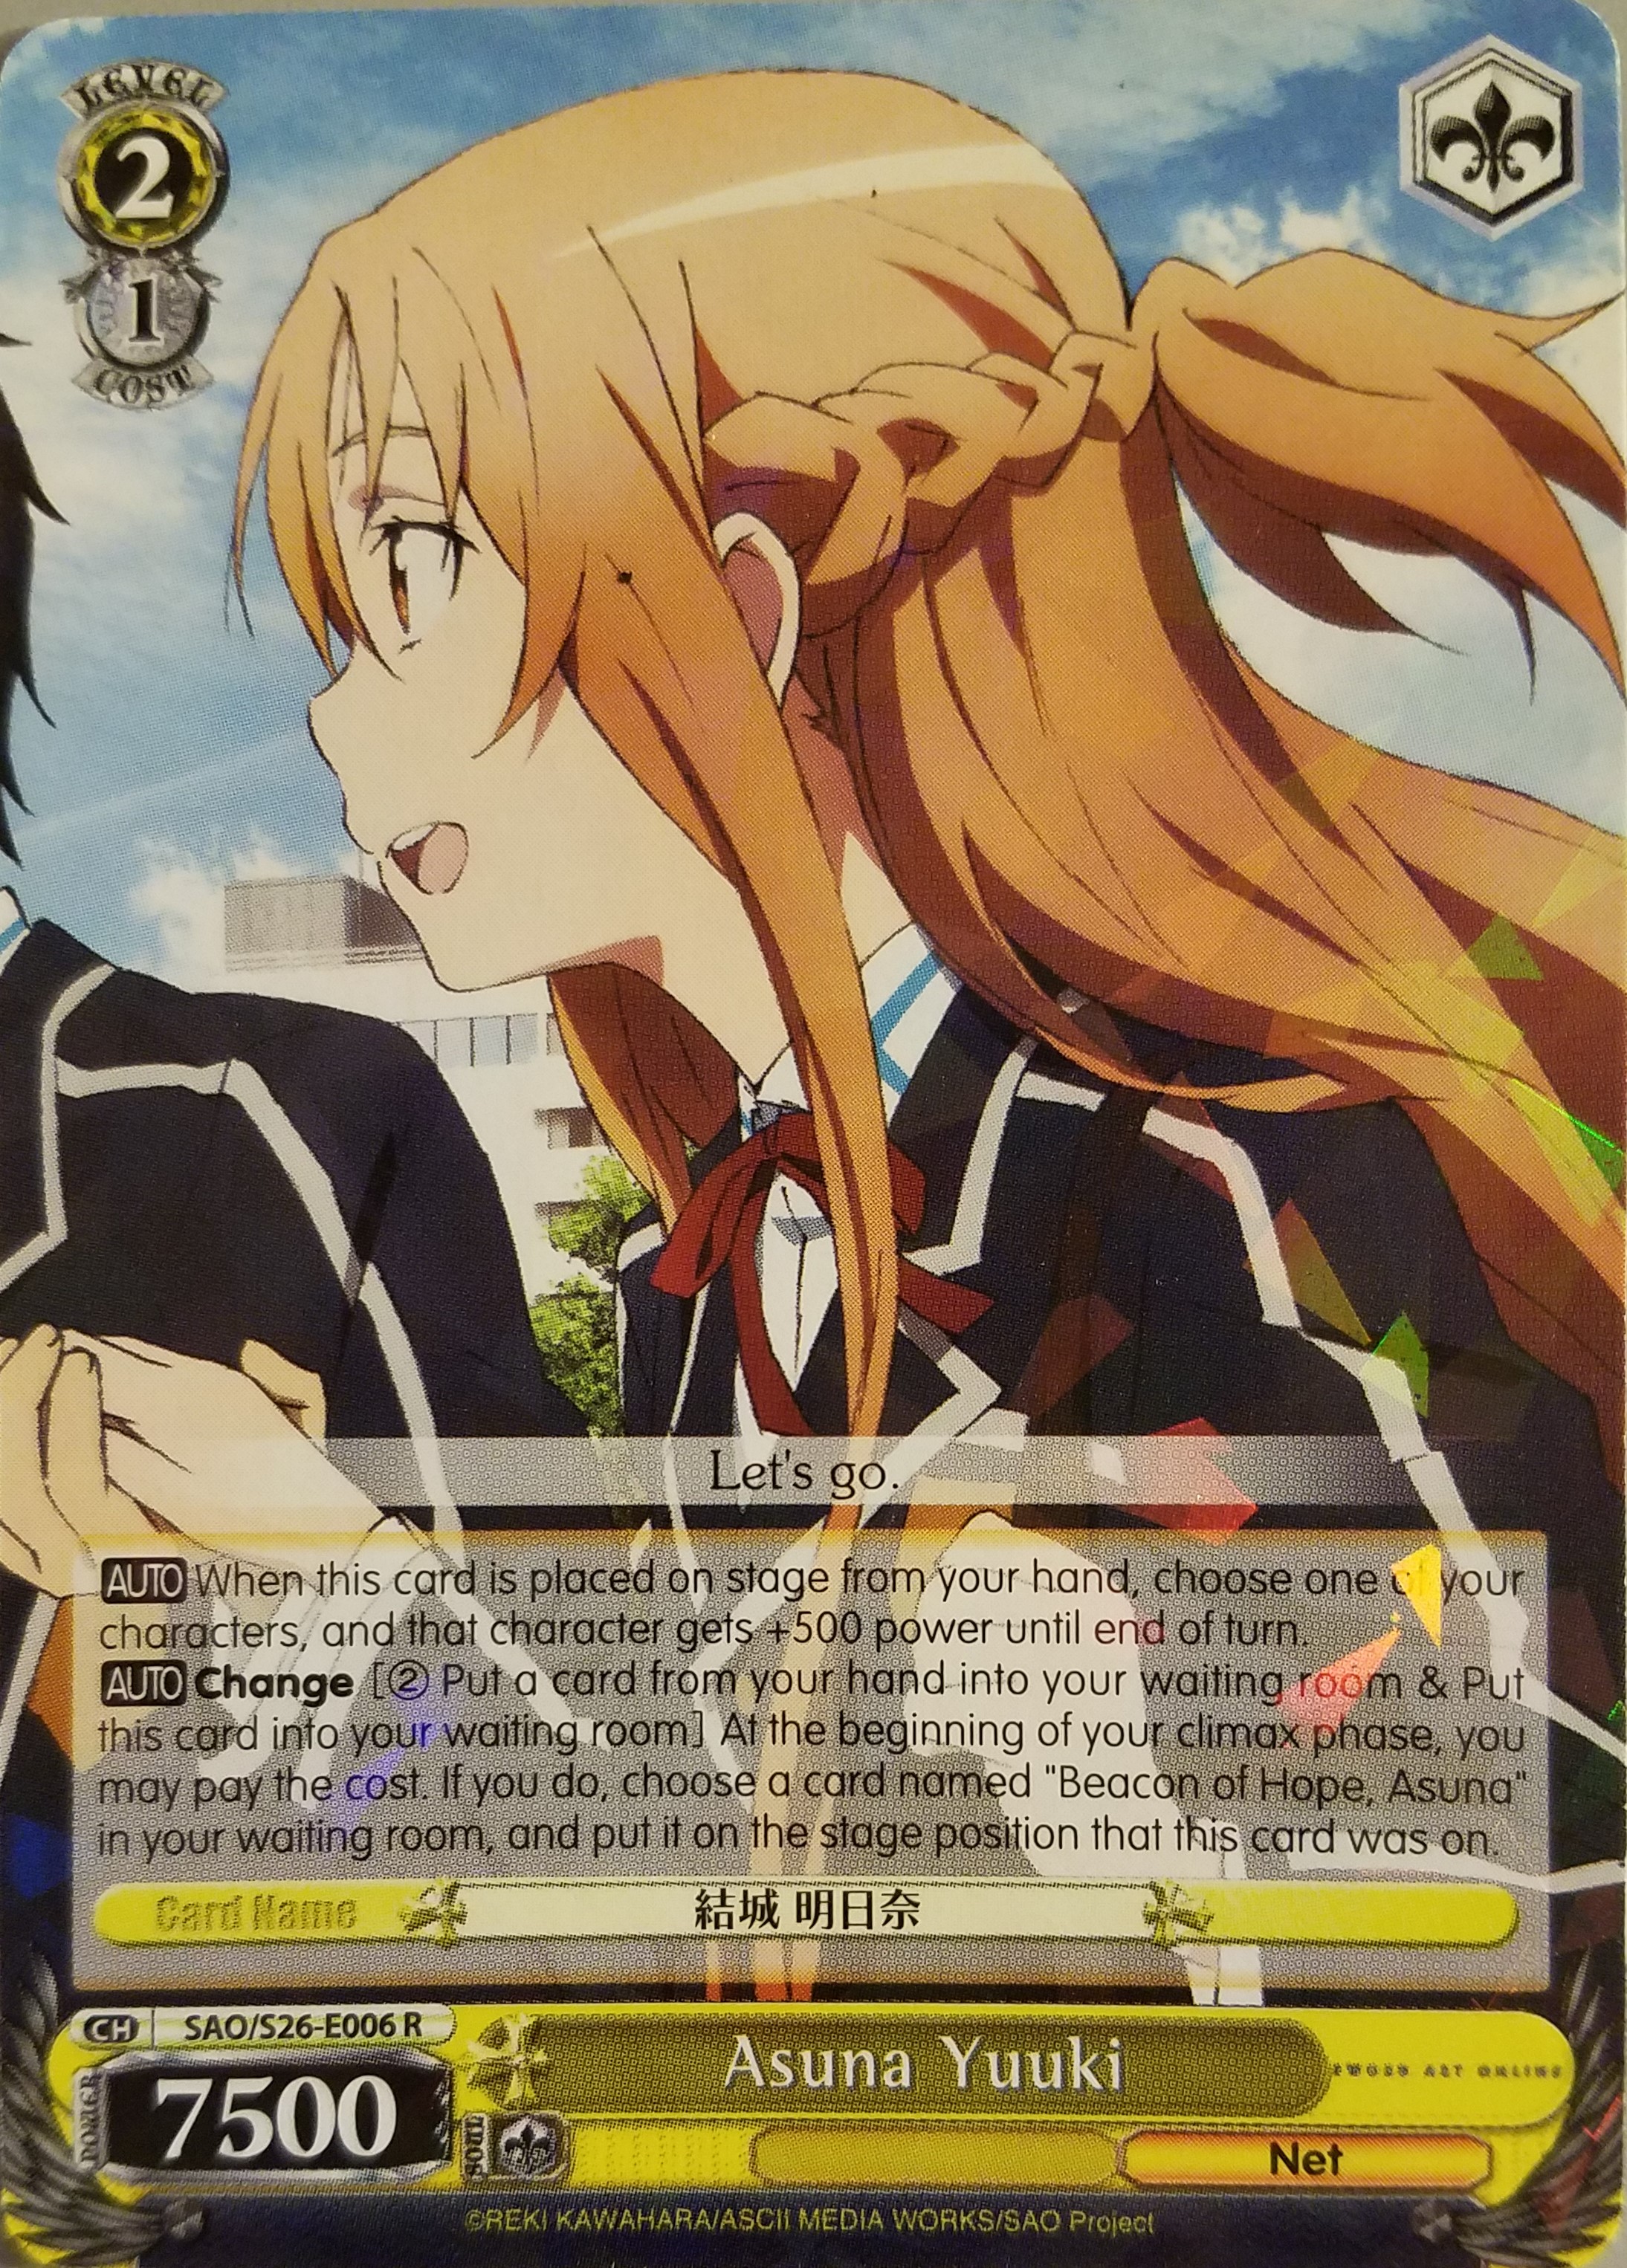 LEVEL
2
1
COST
Let's go.
AUTO When this card is placed on stage from your hand, choose one of your
characters, and that character gets +500 power until end of turn.
AUTO Change [② Put a card from your hand into your waiting room & Put
this card into your waiting room] At the beginning of your climax phase, you
may pay the cost. If you do, choose a card named "Beacon of Hope, Asuna"
in your waiting room, and put it on the stage position that this card was on.
Card Name 結城 明日奈
CH SAO/S26-E006 R
Asuna Yuuki
SWORD ART ONLINE
POWER 7500
SOUL
Net
©REKI KAWAHARA/ASCII MEDIA WORKS/SAO Project